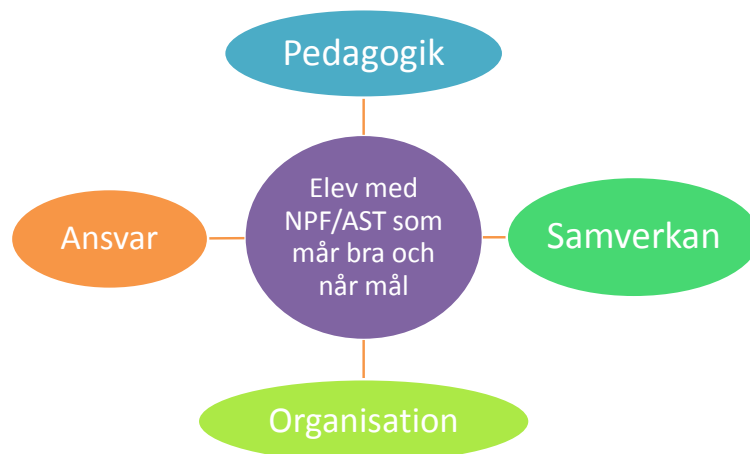 Pedagogik
Elev med
NPF/AST som
mår bra och
når mål
Ansvar
Samverkan
Organisation